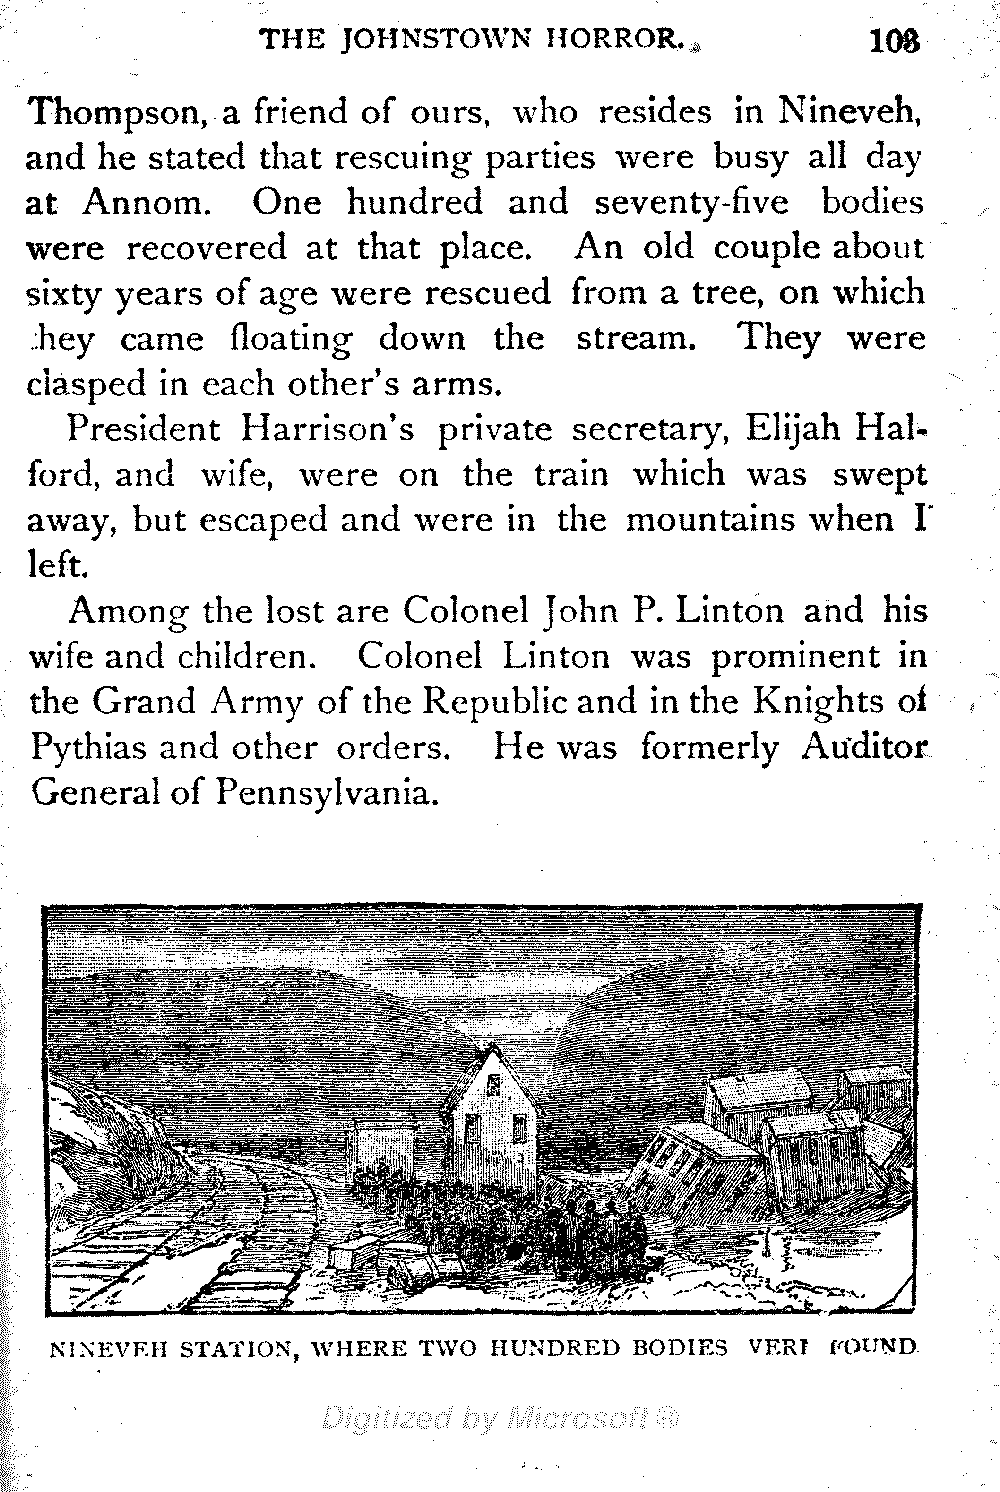 THE JOHNSTOWN HORROR. 103
Thompson, a friend of ours, who resides in Nineveh,
and he stated that rescuing parties were busy all day
at Annom. One hundred and seventy-five bodies
were recovered at that place. An old couple about
sixty years of age were rescued from a tree, on which
they came floating down the stream. They were
clasped in each other's arms.
President Harrison's private secretary, Elijah Hal-
ford, and wife, were on the train which was swept
away, but escaped and were in the mountains when I
left.
Among the lost are Colonel John P. Linton and his
wife and children. Colonel Linton was prominent in
the Grand Army of the Republic and in the Knights of
Pythias and other orders. He was formerly Auditor
General of Pennsylvania.
NINEVEH STATION, WHERE TWO HUNDRED BODIES WERE FOUND.
Digitized by Microsoft ®